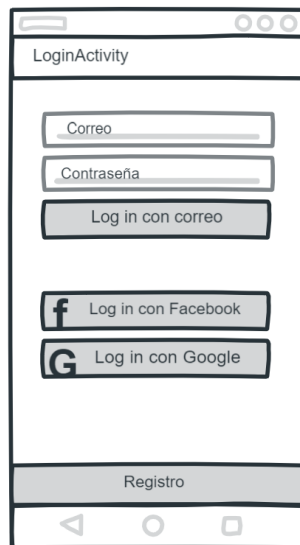 LoginActivity
Correo
Contraseña
Log in con correo
f Log in con Facebook
G Log in con Google
Registro